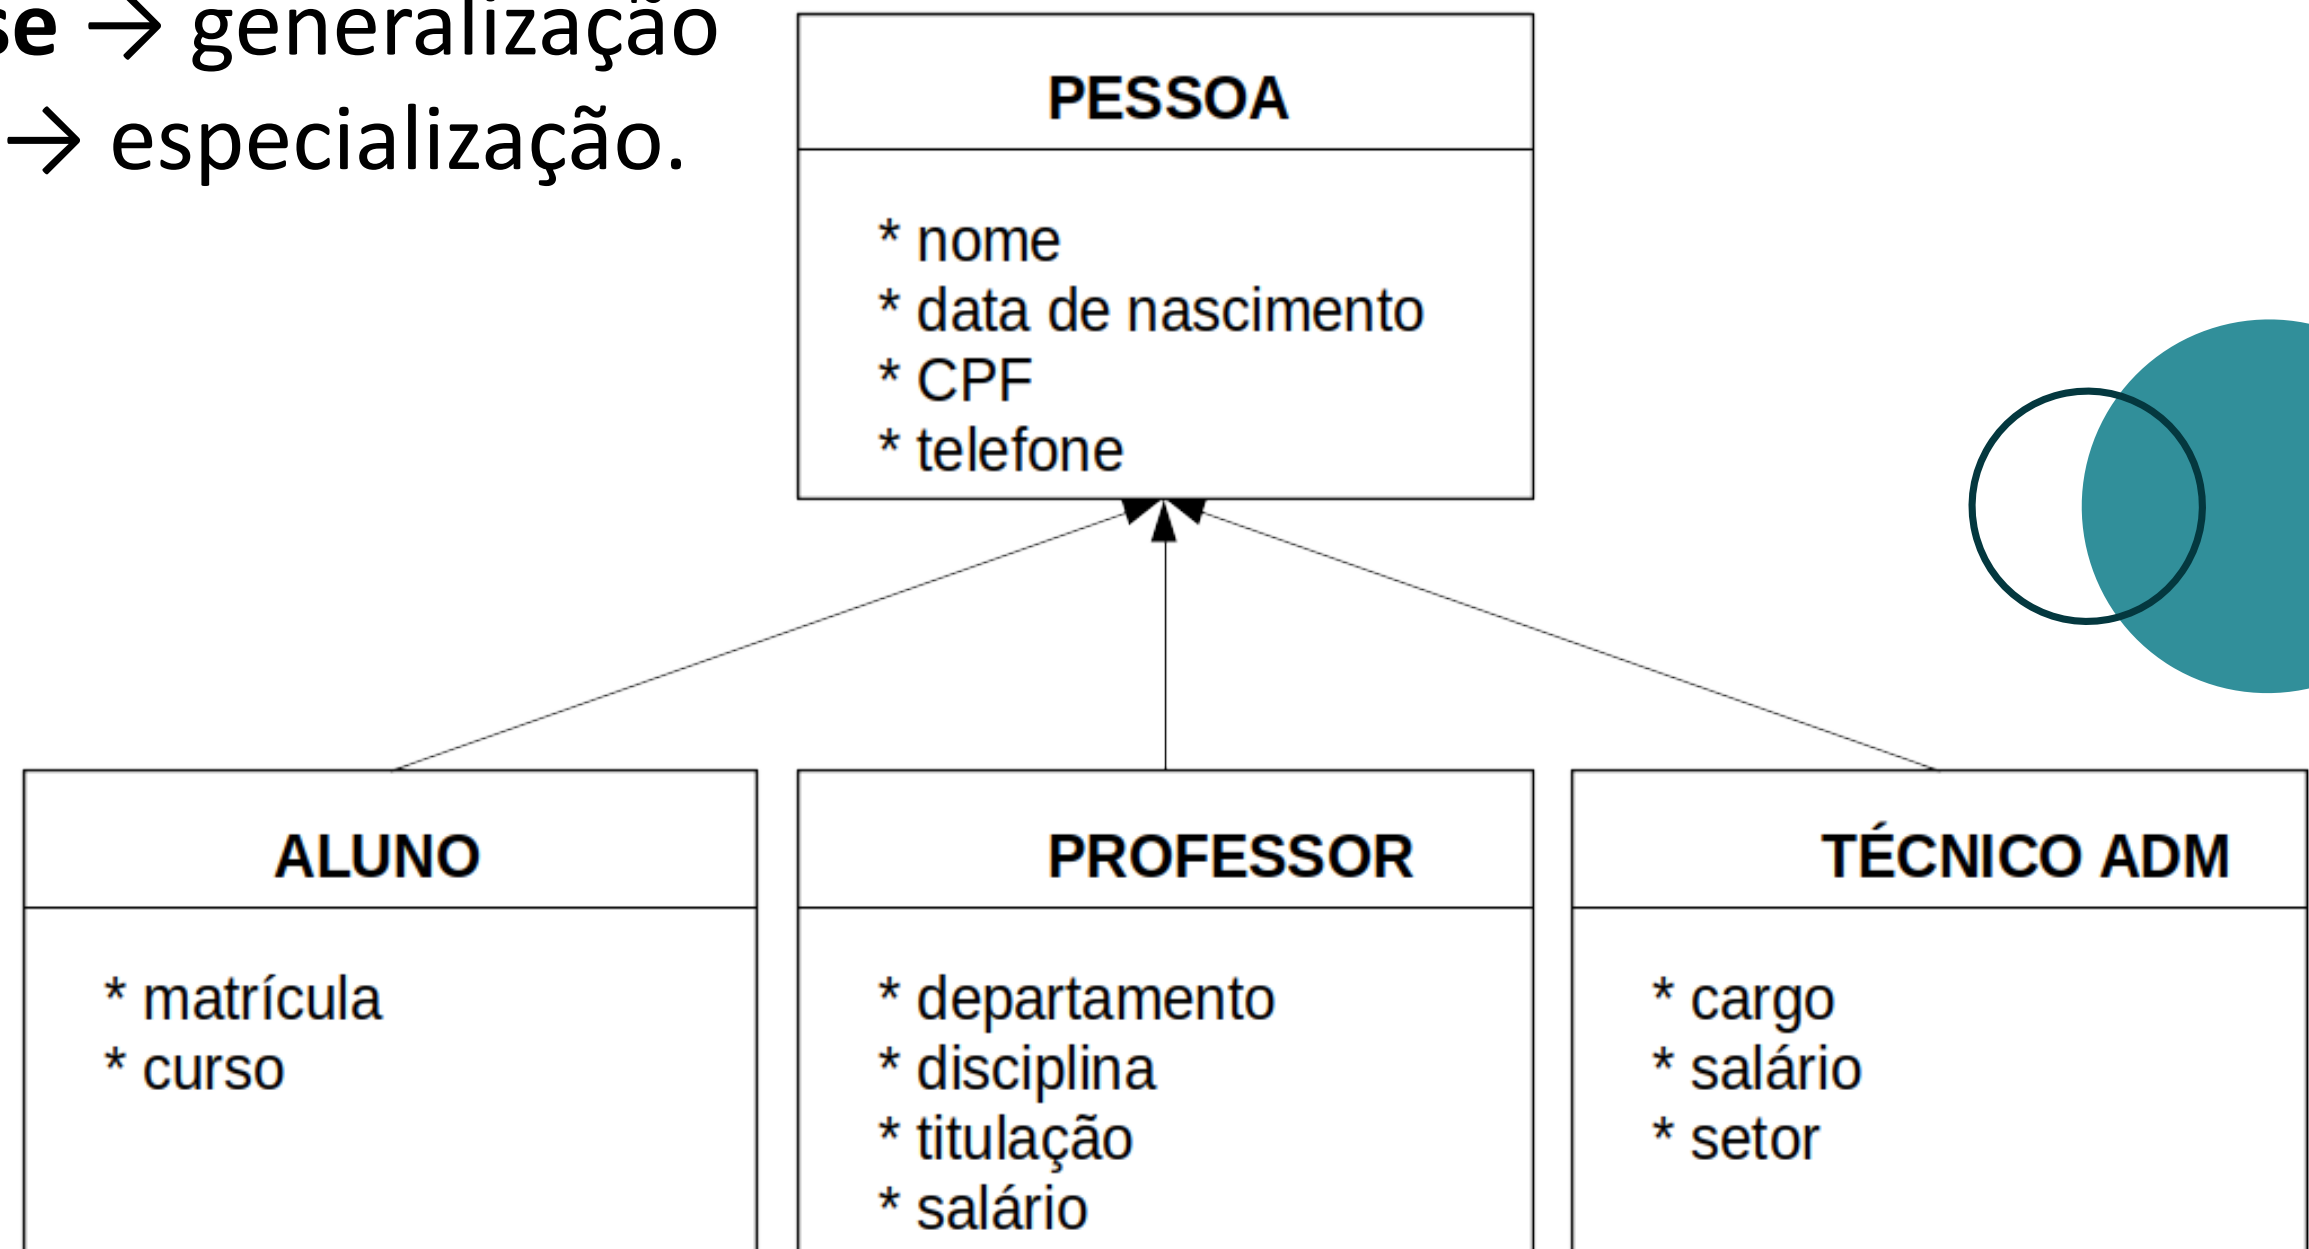 se → generalização
→ especialização.
PESSOA
* nome
* data de nascimento
* CPF
* telefone
ALUNO
* matrícula
* curso
PROFESSOR
* departamento
* disciplina
* titulação
* salário
TÉCNICO ADM
* cargo
* salário
* setor